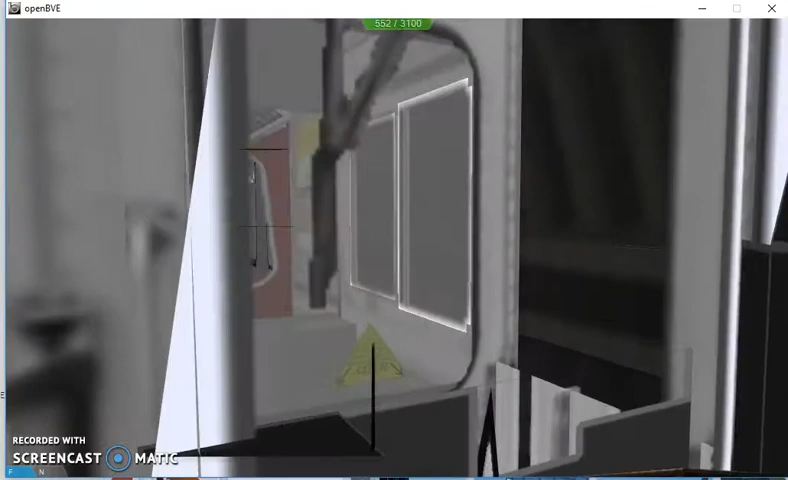 openBVE
552 / 3100
RECORDED WITH
SCREENCAST MATIC
F N